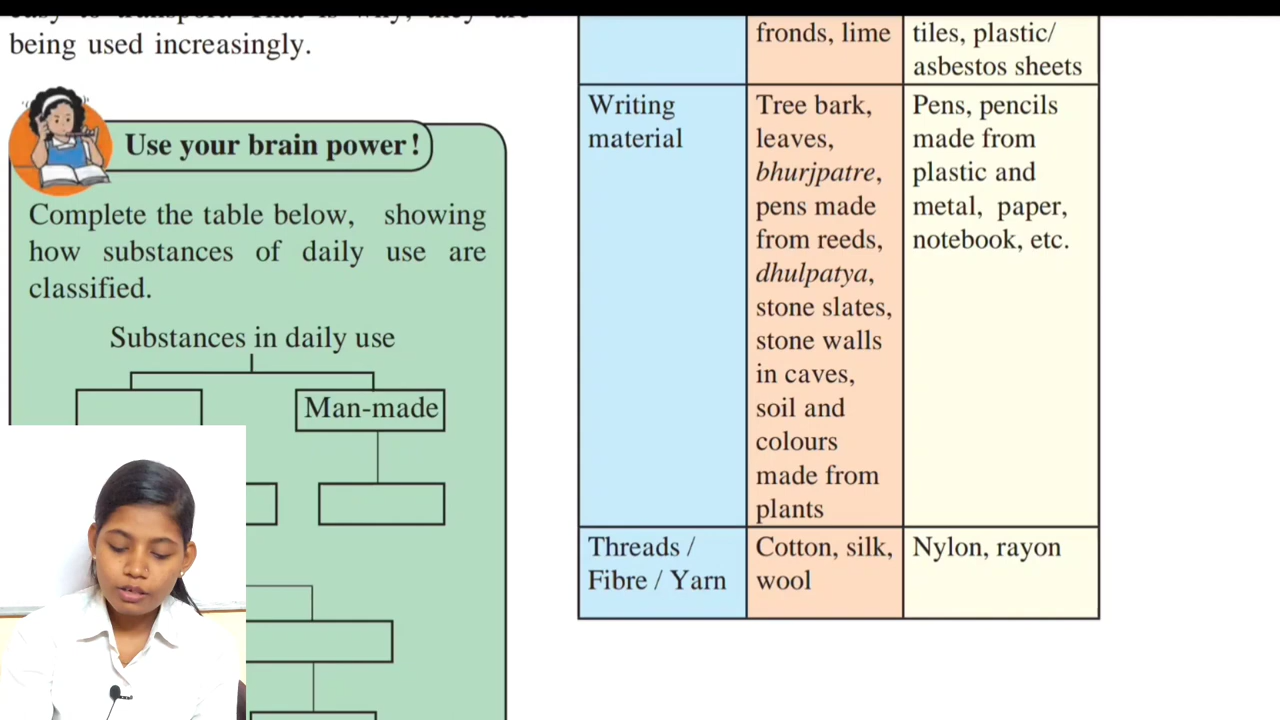 being used increasingly.
Use your brain power!
Complete the table below, showing
how substances of daily use are
classified.
Substances in daily use
Man-made
fronds, lime
tiles, plastic/
asbestos sheets
Writing
material
Tree bark,
leaves,
bhurjpatre,
pens made
from reeds,
dhulpatya,
stone slates,
stone walls
in caves,
soil and
colours
made from
plants
Pens, pencils
made from
plastic and
metal, paper,
notebook, etc.
Threads /
Fibre / Yarn
Cotton, silk,
wool
Nylon, rayon